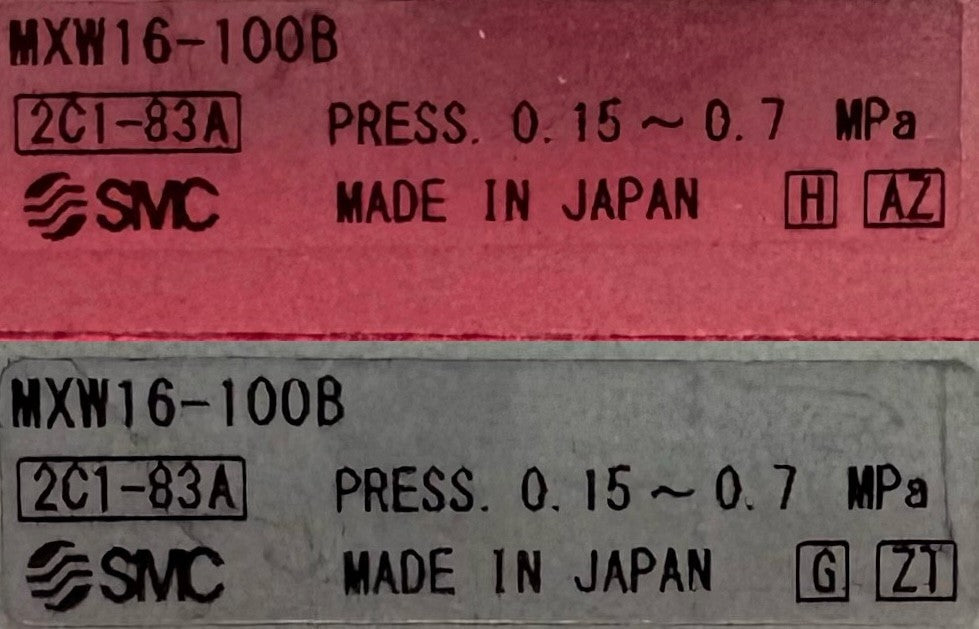 MXW16-100B
2C1-83A PRESS. 0.15~0.7 MPa
SMC MADE IN JAPAN H AZ
MXW16-100B
2C1-83A PRESS. 0.15~0.7 MPa
SMC MADE IN JAPAN G ZT